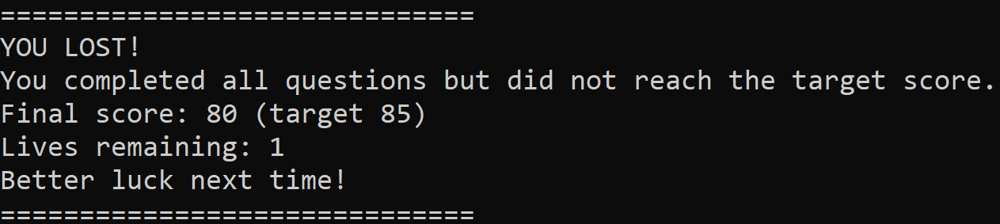 ==============================
YOU LOST!
You completed all questions but did not reach the target score.
Final score: 80 (target 85)
Lives remaining: 1
Better luck next time!
==============================